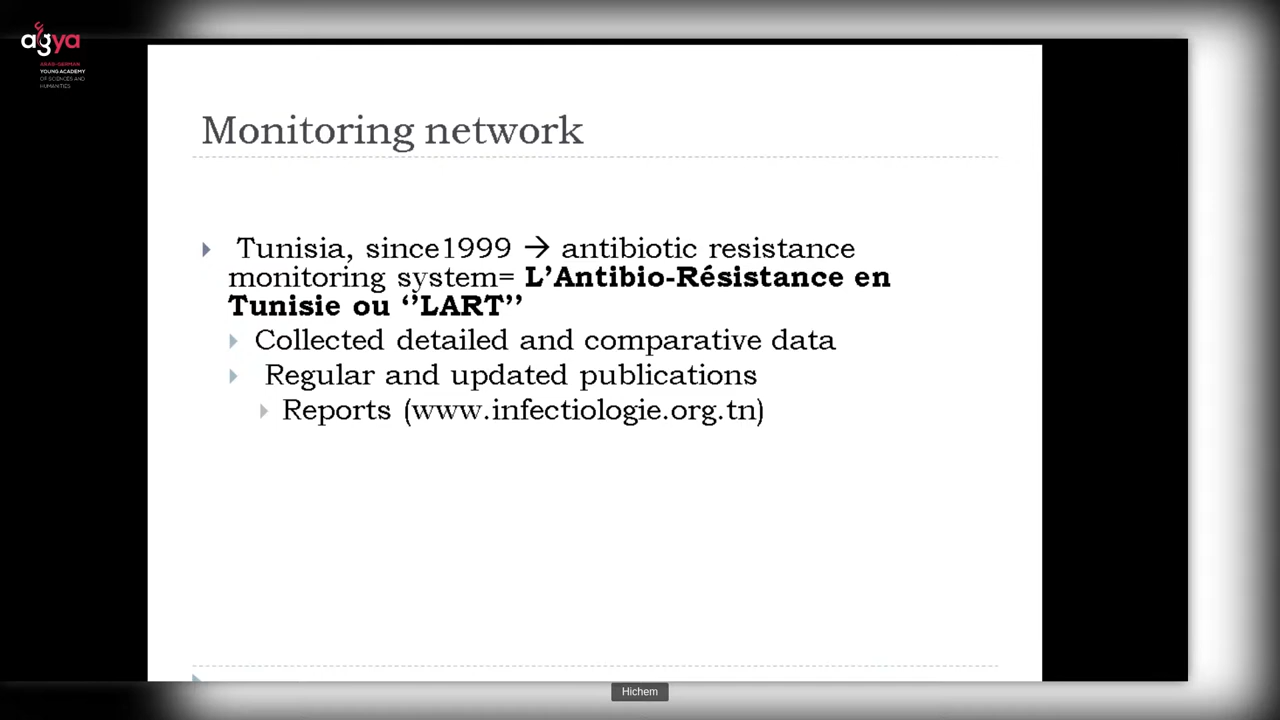 agya
ARAB-GERMAN
YOUNG ACADEMY
OF SCIENCES AND
HUMANITIES
Monitoring network
Tunisia, since1999 → antibiotic resistance
monitoring system= L’Antibio-Résistance en
Tunisie ou ‘’LART’’
Collected detailed and comparative data
Regular and updated publications
Reports (www.infectiologie.org.tn)
Hichem